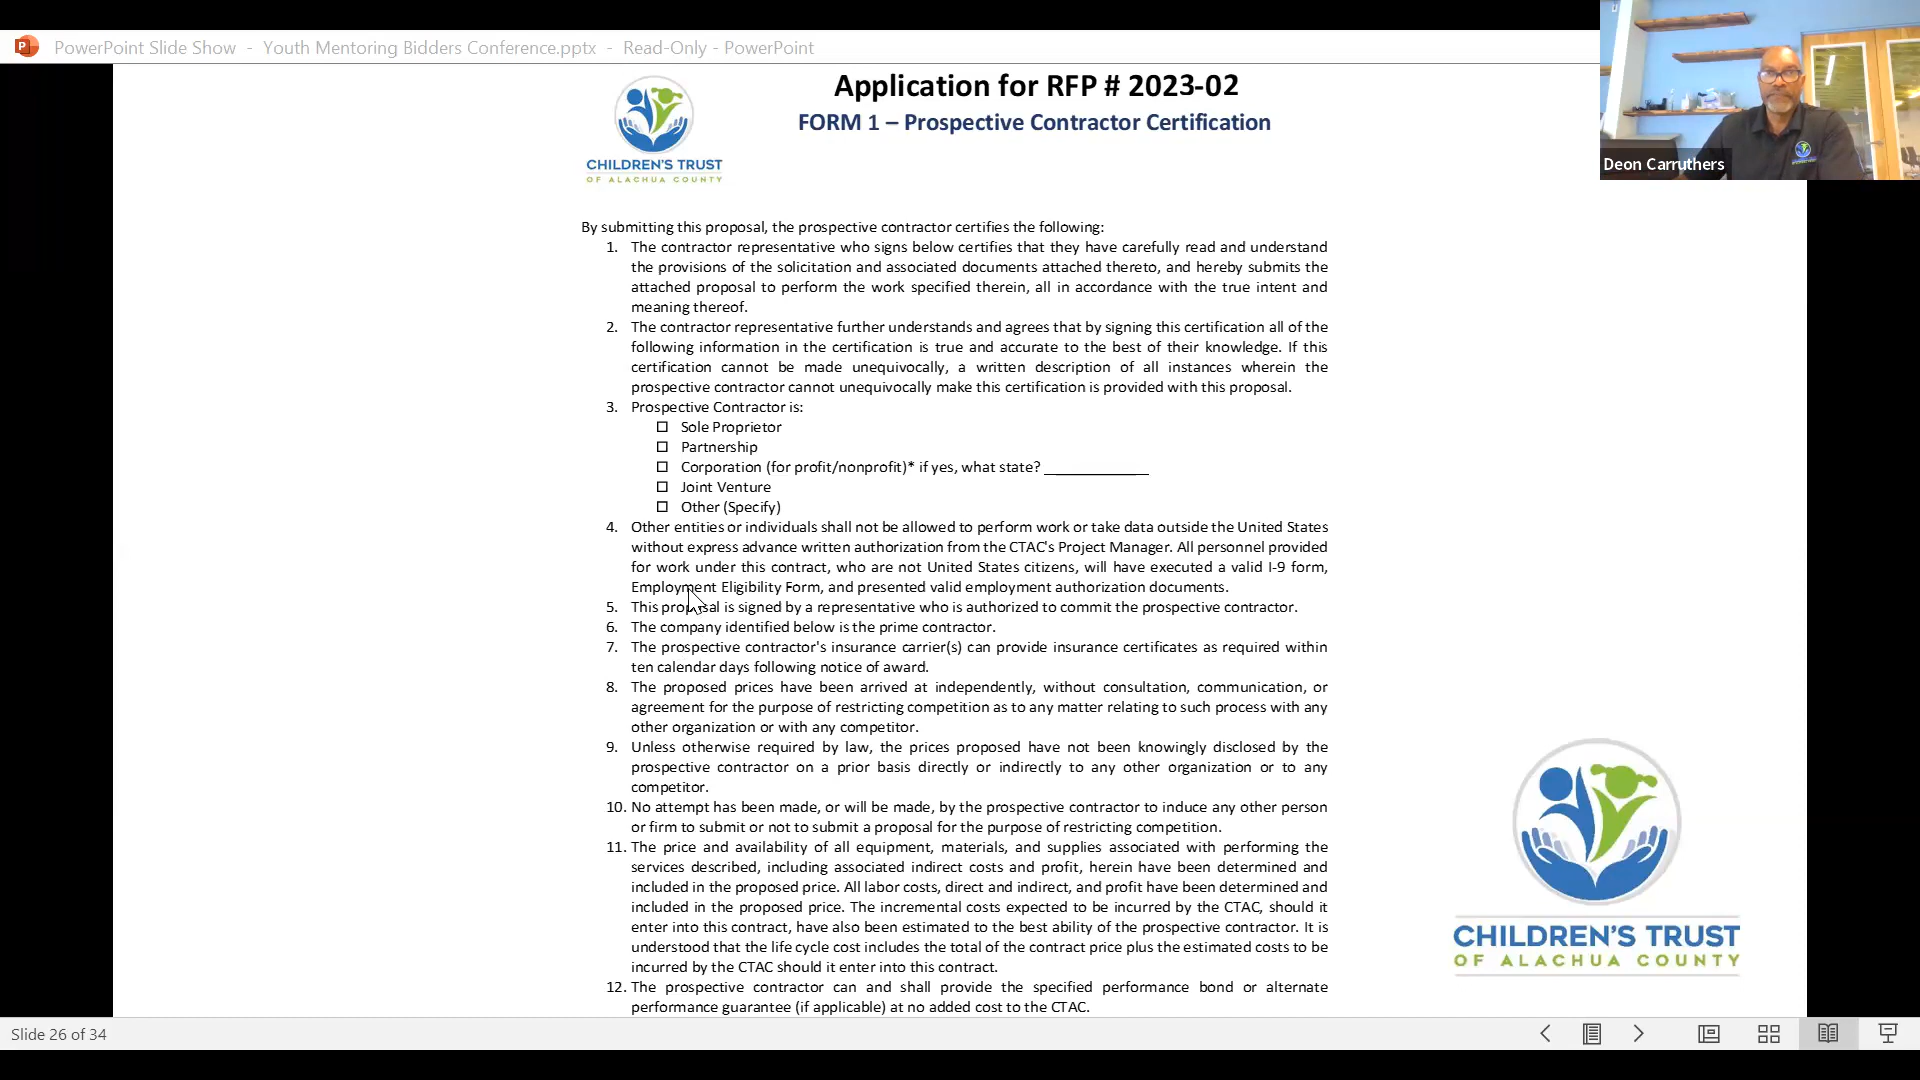 PowerPoint Slide Show - Youth Mentoring Bidders Conference.pptx - Read-Only - PowerPoint
Deon Carruthers
CHILDREN'S TRUST
OF ALACHUA COUNTY
Application for RFP # 2023-02
FORM 1 – Prospective Contractor Certification
By submitting this proposal, the prospective contractor certifies the following:
1. The contractor representative who signs below certifies that they have carefully read and understand
the provisions of the solicitation and associated documents attached thereto, and hereby submits the
attached proposal to perform the work specified therein, all in accordance with the true intent and
meaning thereof.
2. The contractor representative further understands and agrees that by signing this certification all of the
following information in the certification is true and accurate to the best of their knowledge. If this
certification cannot be made unequivocally, a written description of all instances wherein the
prospective contractor cannot unequivocally make this certification is provided with this proposal.
3. Prospective Contractor is:
☐ Sole Proprietor
☐ Partnership
☐ Corporation (for profit/nonprofit)* if yes, what state? ____________
☐ Joint Venture
☐ Other (Specify)
4. Other entities or individuals shall not be allowed to perform work or take data outside the United States
without express advance written authorization from the CTAC's Project Manager. All personnel provided
for work under this contract, who are not United States citizens, will have executed a valid I-9 form,
Employment Eligibility Form, and presented valid employment authorization documents.
5. This proposal is signed by a representative who is authorized to commit the prospective contractor.
6. The company identified below is the prime contractor.
7. The prospective contractor's insurance carrier(s) can provide insurance certificates as required within
ten calendar days following notice of award.
8. The proposed prices have been arrived at independently, without consultation, communication, or
agreement for the purpose of restricting competition as to any matter relating to such process with any
other organization or with any competitor.
9. Unless otherwise required by law, the prices proposed have not been knowingly disclosed by the
prospective contractor on a prior basis directly or indirectly to any other organization or to any
competitor.
10. No attempt has been made, or will be made, by the prospective contractor to induce any other person
or firm to submit or not to submit a proposal for the purpose of restricting competition.
11. The price and availability of all equipment, materials, and supplies associated with performing the
services described, including associated indirect costs and profit, herein have been determined and
included in the proposed price. All labor costs, direct and indirect, and profit have been determined and
included in the proposed price. The incremental costs expected to be incurred by the CTAC, should it
enter into this contract, have also been estimated to the best ability of the prospective contractor. It is
understood that the life cycle cost includes the total of the contract price plus the estimated costs to be
incurred by the CTAC should it enter into this contract.
12. The prospective contractor can and shall provide the specified performance bond or alternate
performance guarantee (if applicable) at no added cost to the CTAC.
CHILDREN'S TRUST
OF ALACHUA COUNTY
Slide 26 of 34